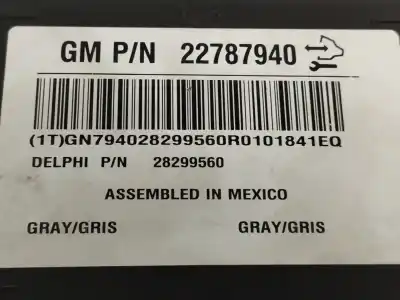 GM P/N 22787940
(1T)GN794028299560R0101841EQ
DELPHI P/N 28299560
ASSEMBLED IN MEXICO
GRAY/GRIS GRAY/GRIS